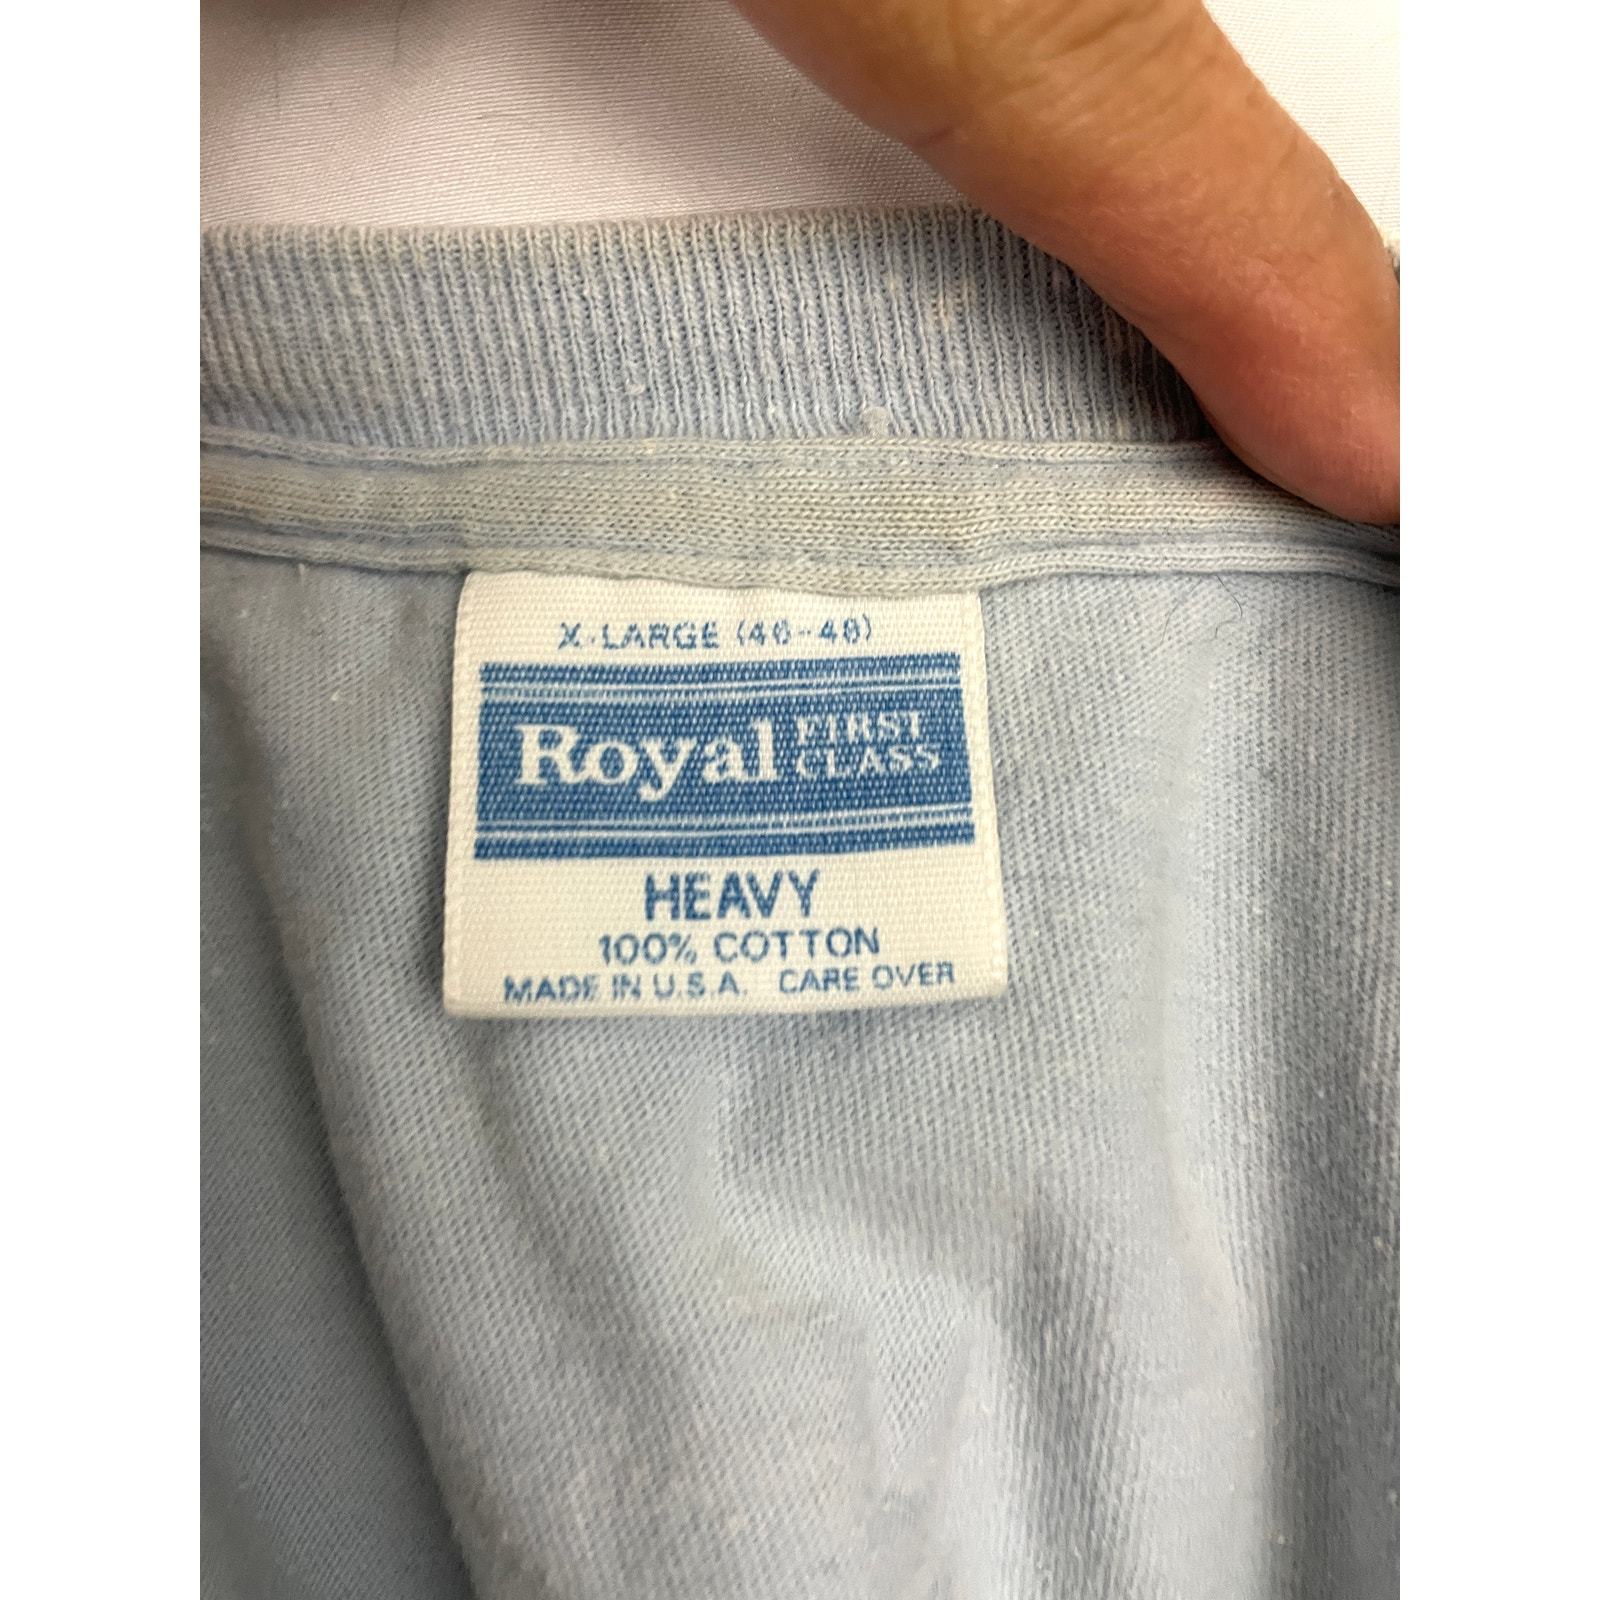 X-LARGE (46-48)
Royal FIRST CLASS
HEAVY
100% COTTON
MADE IN U.S.A. CARE OVER